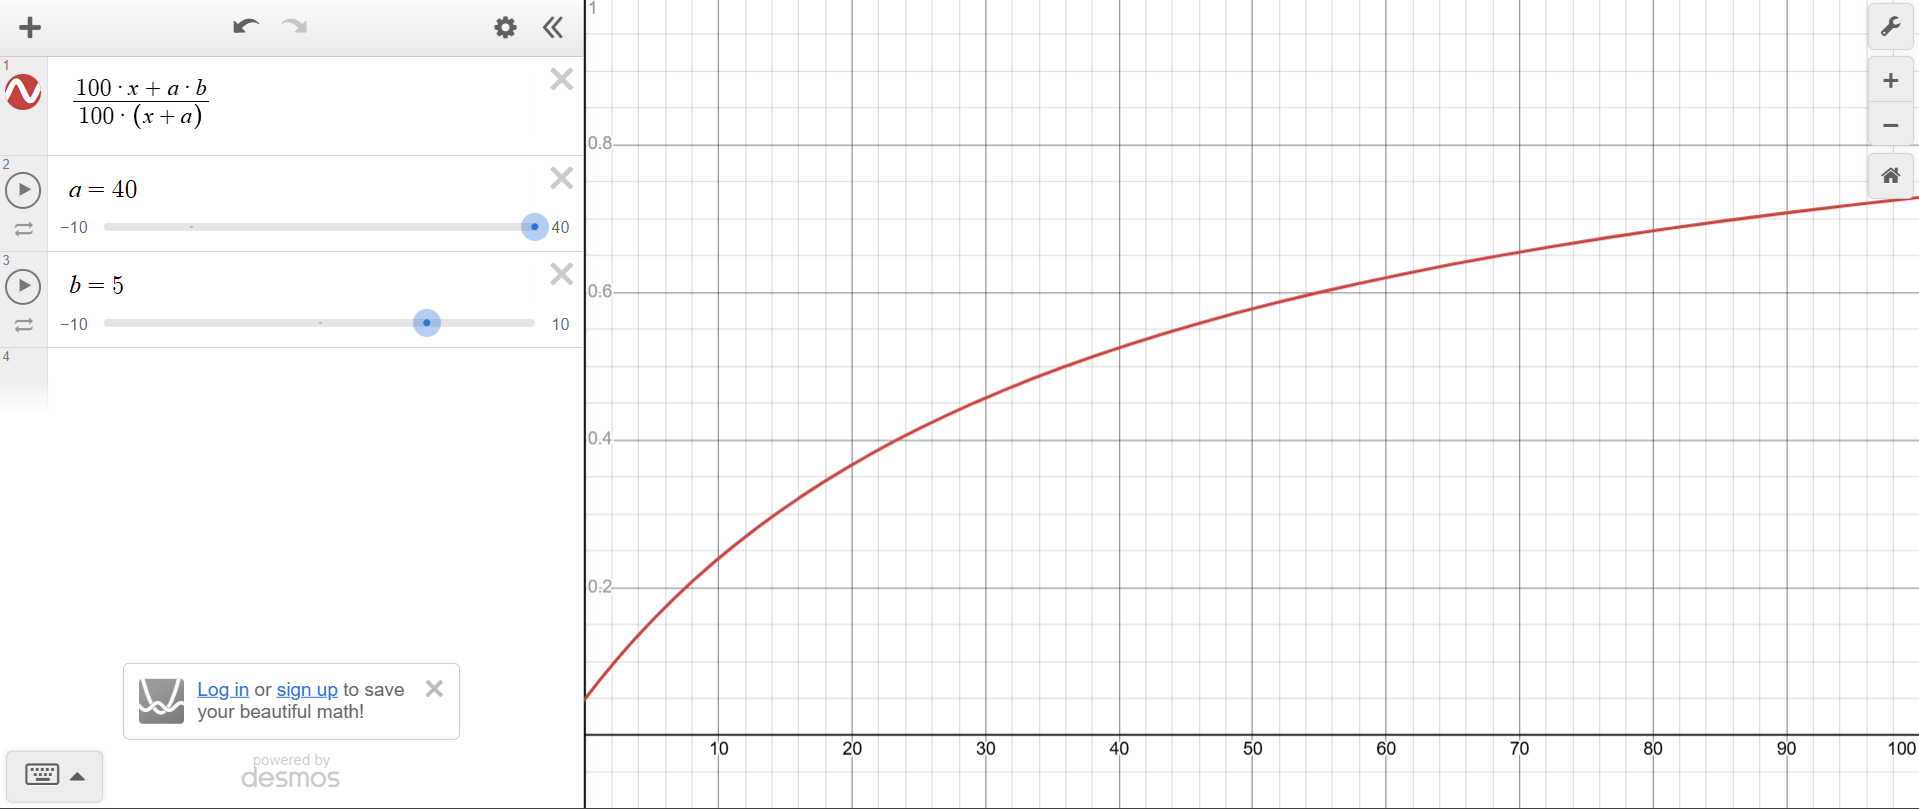 1
100 · x + a · b
100 · (x + a)
2
a = 40
−10
40
3
b = 5
−10
10
4
Log in or sign up to save
your beautiful math!
powered by
desmos
1
0.8
0.6
0.4
0.2
10 20 30 40 50 60 70 80 90 100